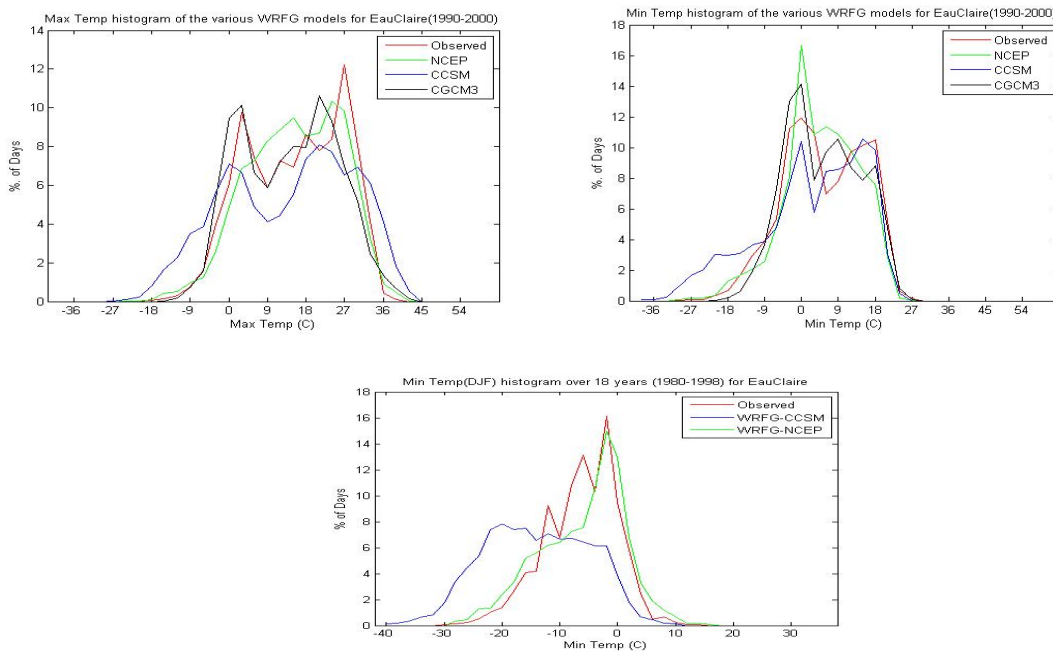 Max Temp histogram of the various WRFG models for EauClaire(1990-2000)
14
12
10
8
6
4
2
0
%. of Days
Observed
NCEP
CCSM
CGCM3
-36 -27 -18 -9 0 9 18 27 36 45 54
Max Temp (C)
Min Temp histogram of the various WRFG models for EauClaire(1990-2000)
18
16
14
12
10
8
6
4
2
0
%. of Days
Observed
NCEP
CCSM
CGCM3
-36 -27 -18 -9 0 9 18 27 36 45 54
Min Temp (C)
Min Temp(DJF) histogram over 18 years (1980-1998) for EauClaire
18
16
14
12
10
8
6
4
2
0
% of Days
Observed
WRFG-CCSM
WRFG-NCEP
-40 -30 -20 -10 0 10 20 30
Min Temp (C)